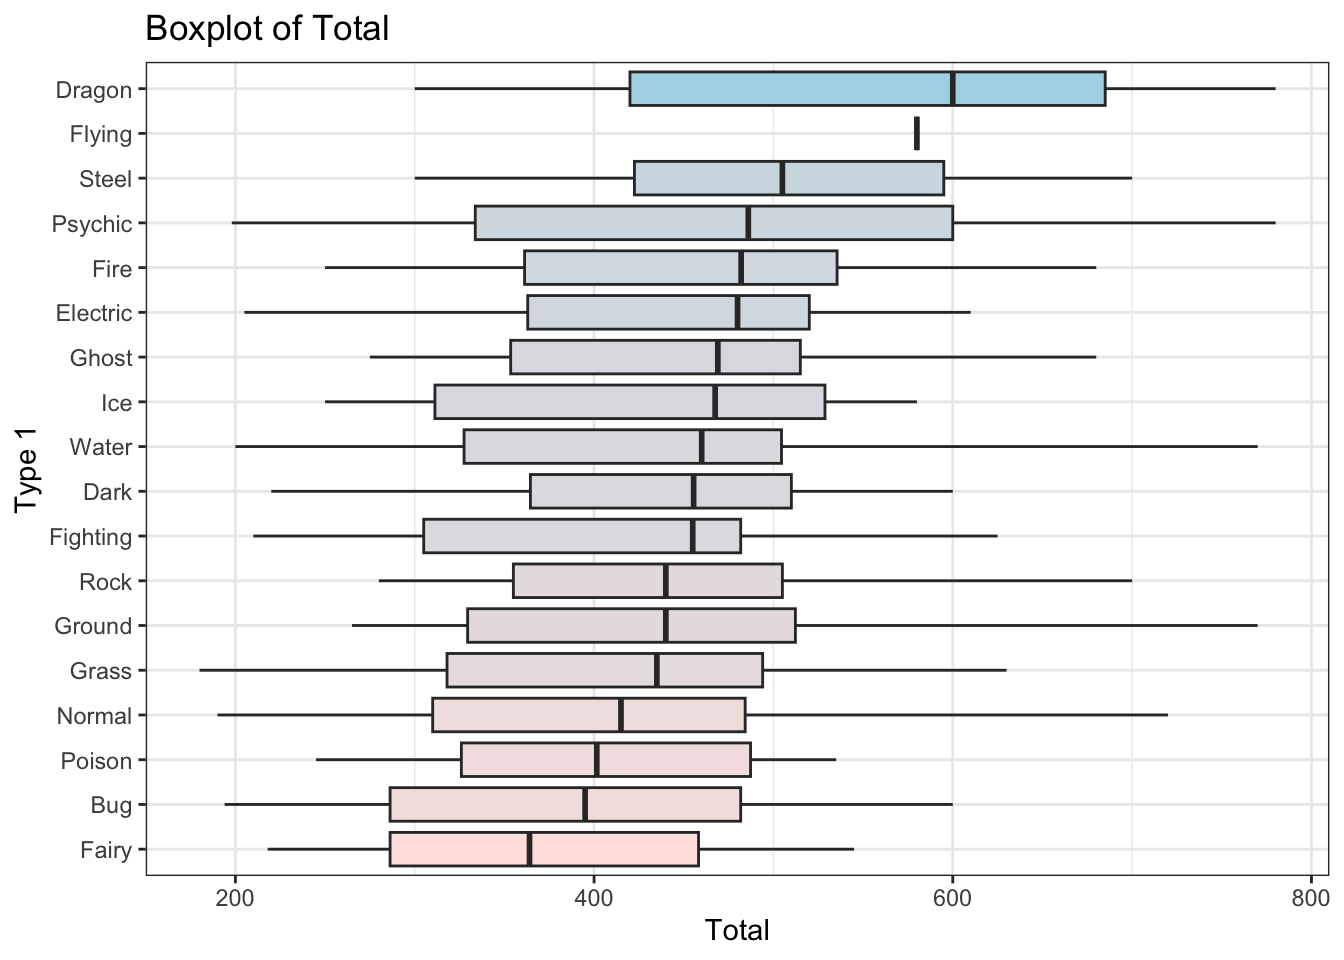 Boxplot of Total
Type 1
Dragon
Flying
Steel
Psychic
Fire
Electric
Ghost
Ice
Water
Dark
Fighting
Rock
Ground
Grass
Normal
Poison
Bug
Fairy
200 400 600 800
Total